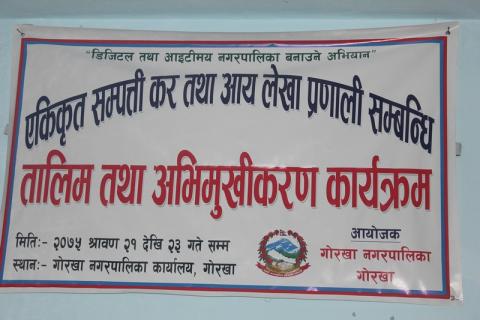 "डिजिटल तथा आइटीमय नगरपालिका बनाउने अभियान"
एकिकृत सम्पत्ती कर तथा आय लेखा प्रणाली सम्बन्धि
तालिम तथा अभिमुखीकरण कार्यक्रम
मितिः- २०७५ श्रावण २१ देखि २३ गते सम्म
स्थानः- गोरखा नगरपालिका कार्यालय, गोरखा
आयोजक
गोरखा नगरपालिका
गोरखा